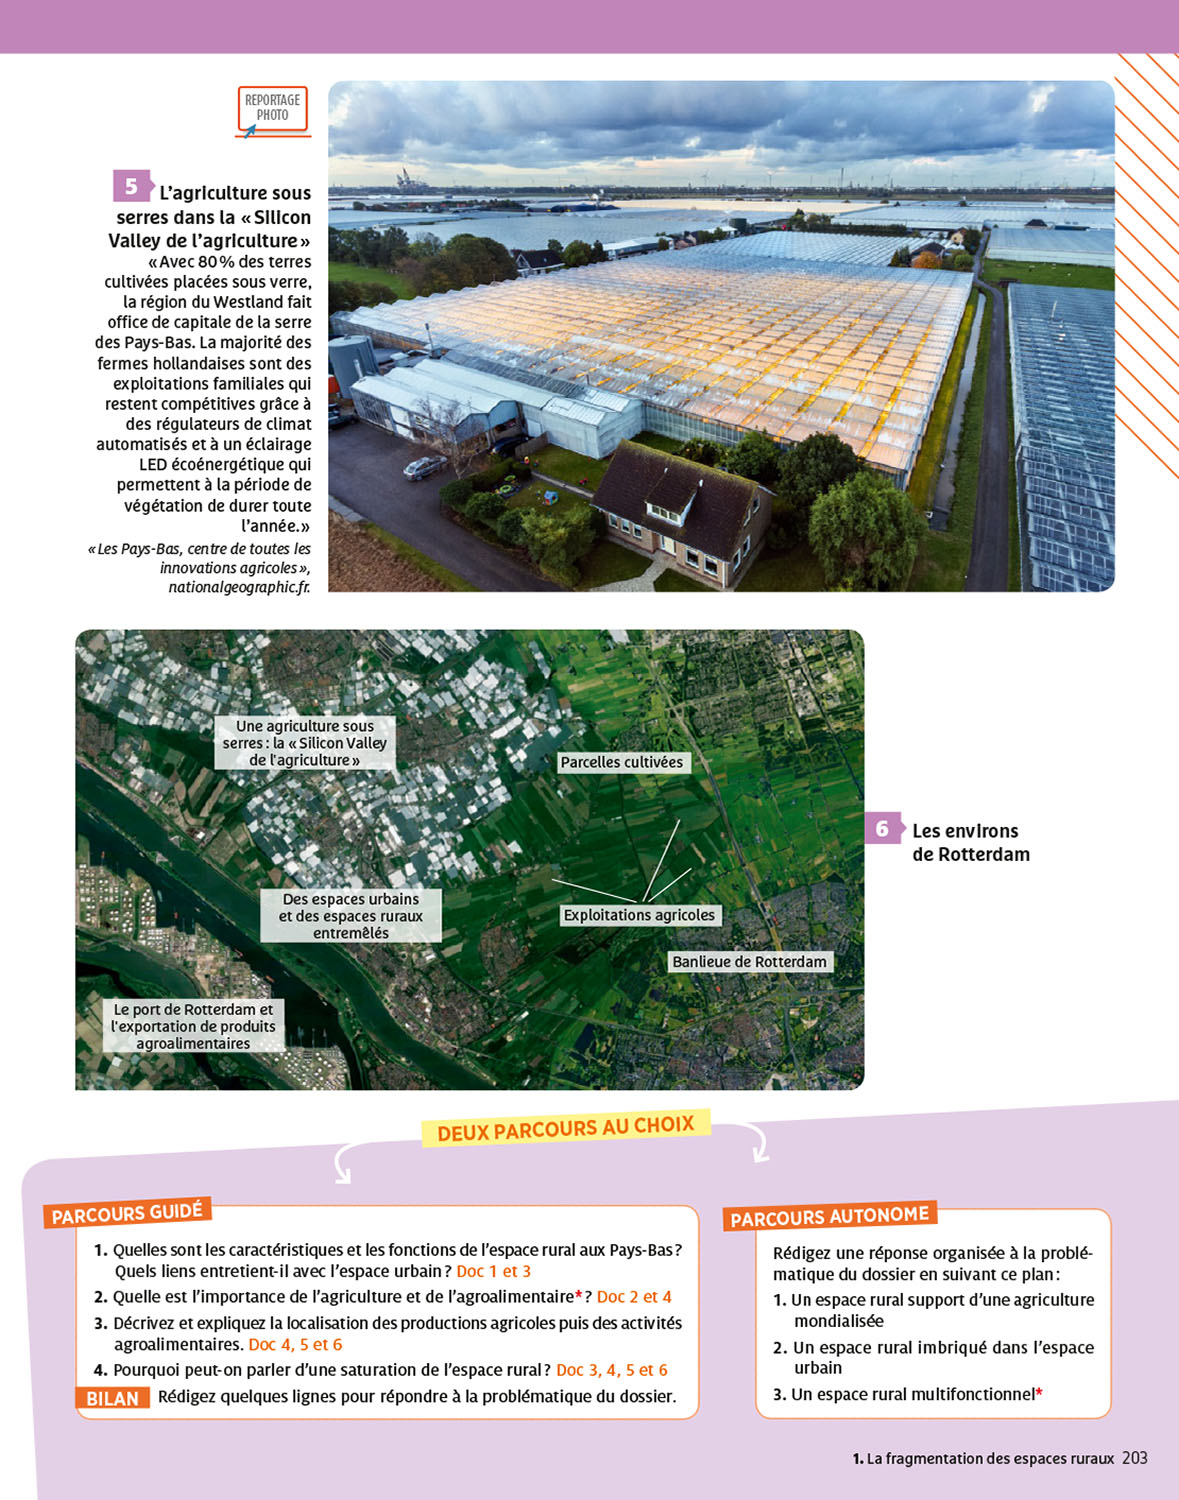 REPORTAGE
PHOTO
5 L’agriculture sous
serres dans la « Silicon
Valley de l’agriculture »
« Avec 80 % des terres
cultivées placées sous verre,
la région du Westland fait
office de capitale de la serre
des Pays-Bas. La majorité des
fermes hollandaises sont des
exploitations familiales qui
restent compétitives grâce à
des régulateurs de climat
automatisés et à un éclairage
LED écoénergétique qui
permettent à la période de
végétation de durer toute
l’année. »
« Les Pays-Bas, centre de toutes les
innovations agricoles »,
nationalgeographic.fr.
Une agriculture sous
serres : la « Silicon Valley
de l'agriculture »
Parcelles cultivées
6 Les environs
de Rotterdam
Des espaces urbains
et des espaces ruraux
entremêlés
Exploitations agricoles
Banlieue de Rotterdam
Le port de Rotterdam et
l'exportation de produits
agroalimentaires
DEUX PARCOURS AU CHOIX
PARCOURS GUIDÉ
1. Quelles sont les caractéristiques et les fonctions de l’espace rural aux Pays-Bas ?
Quels liens entretient-il avec l’espace urbain ? Doc 1 et 3
2. Quelle est l’importance de l’agriculture et de l’agroalimentaire* ? Doc 2 et 4
3. Décrivez et expliquez la localisation des productions agricoles puis des activités
agroalimentaires. Doc 4, 5 et 6
4. Pourquoi peut-on parler d’une saturation de l’espace rural ? Doc 3, 4, 5 et 6
BILAN Rédigez quelques lignes pour répondre à la problématique du dossier.
PARCOURS AUTONOME
Rédigez une réponse organisée à la problé-
matique du dossier en suivant ce plan :
1. Un espace rural support d’une agriculture
mondialisée
2. Un espace rural imbriqué dans l’espace
urbain
3. Un espace rural multifonctionnel*
1. La fragmentation des espaces ruraux 203